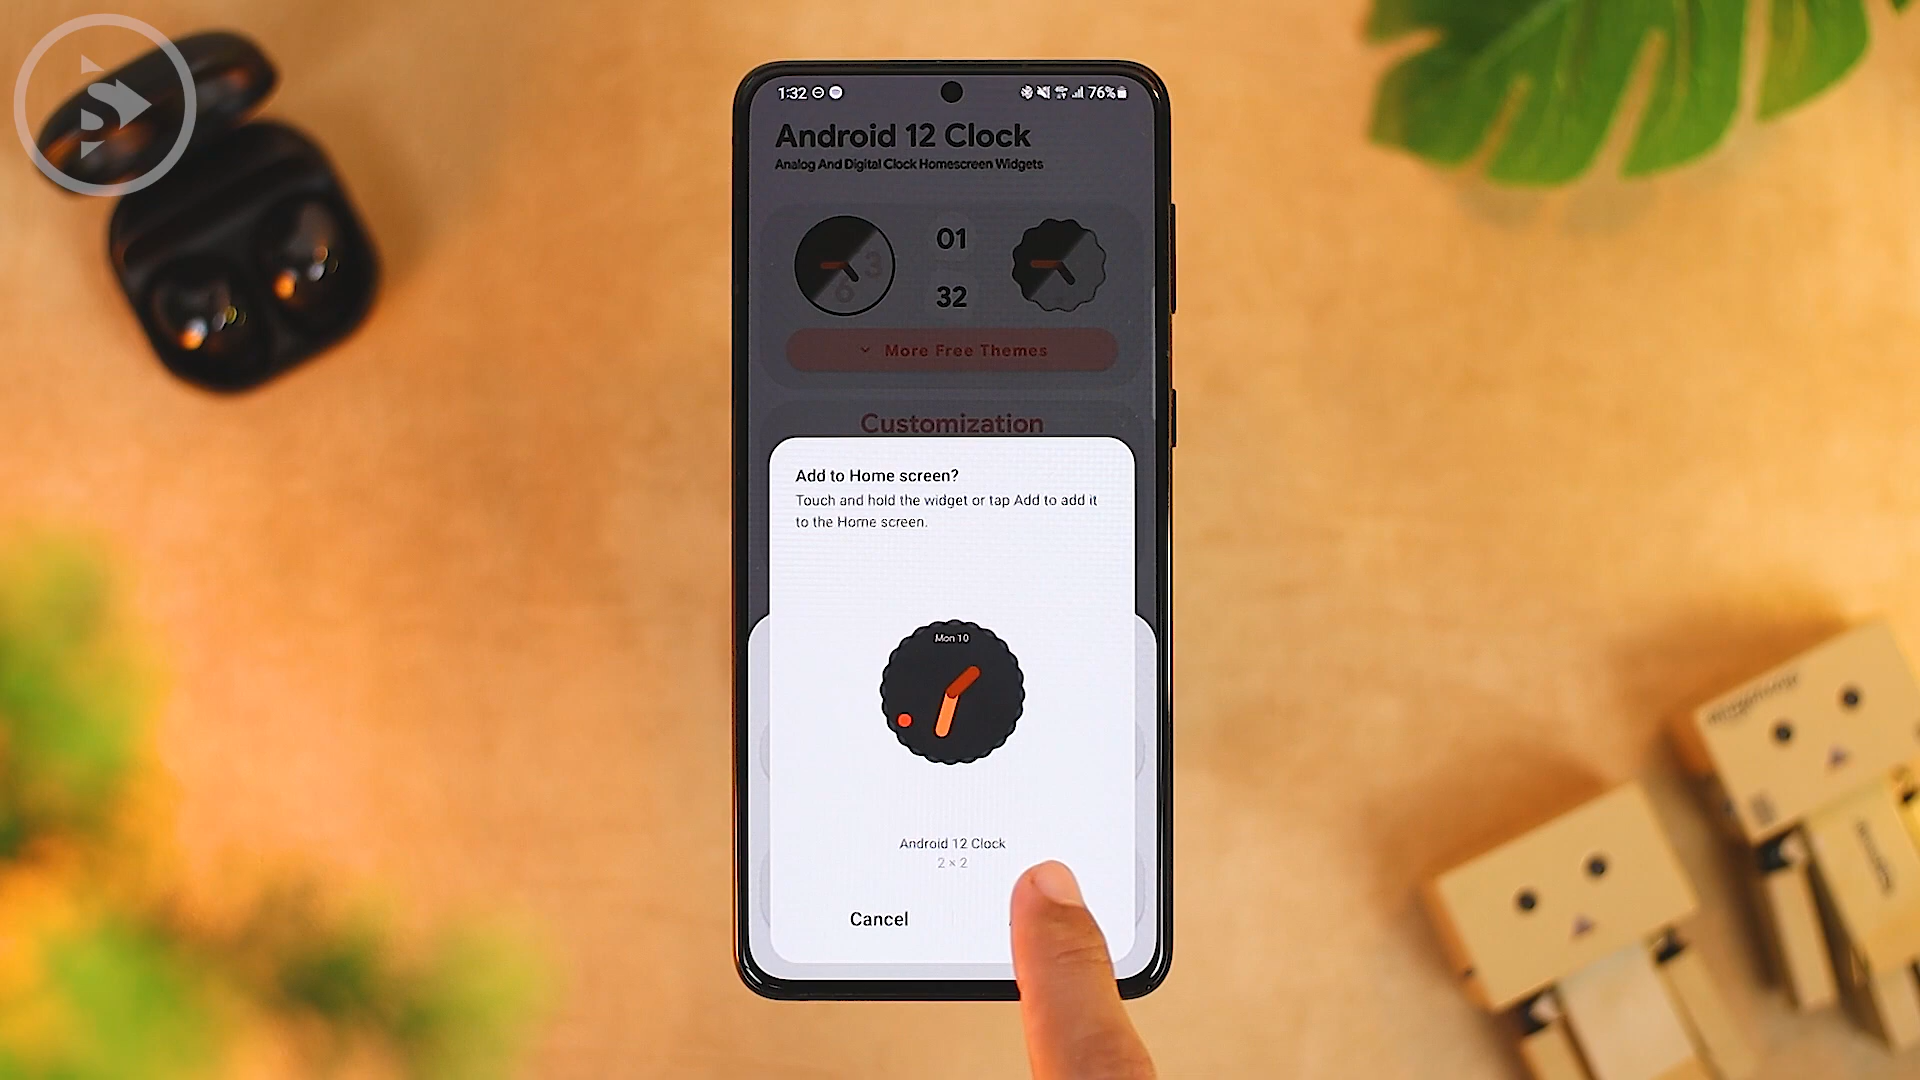 1:32
76%
Android 12 Clock
Analog And Digital Clock Homescreen Widgets
3
6
01
32
More Free Themes
Customization
Add to Home screen?
Touch and hold the widget or tap Add to add it
to the Home screen.
Mon 10
Android 12 Clock
2 × 2
Cancel